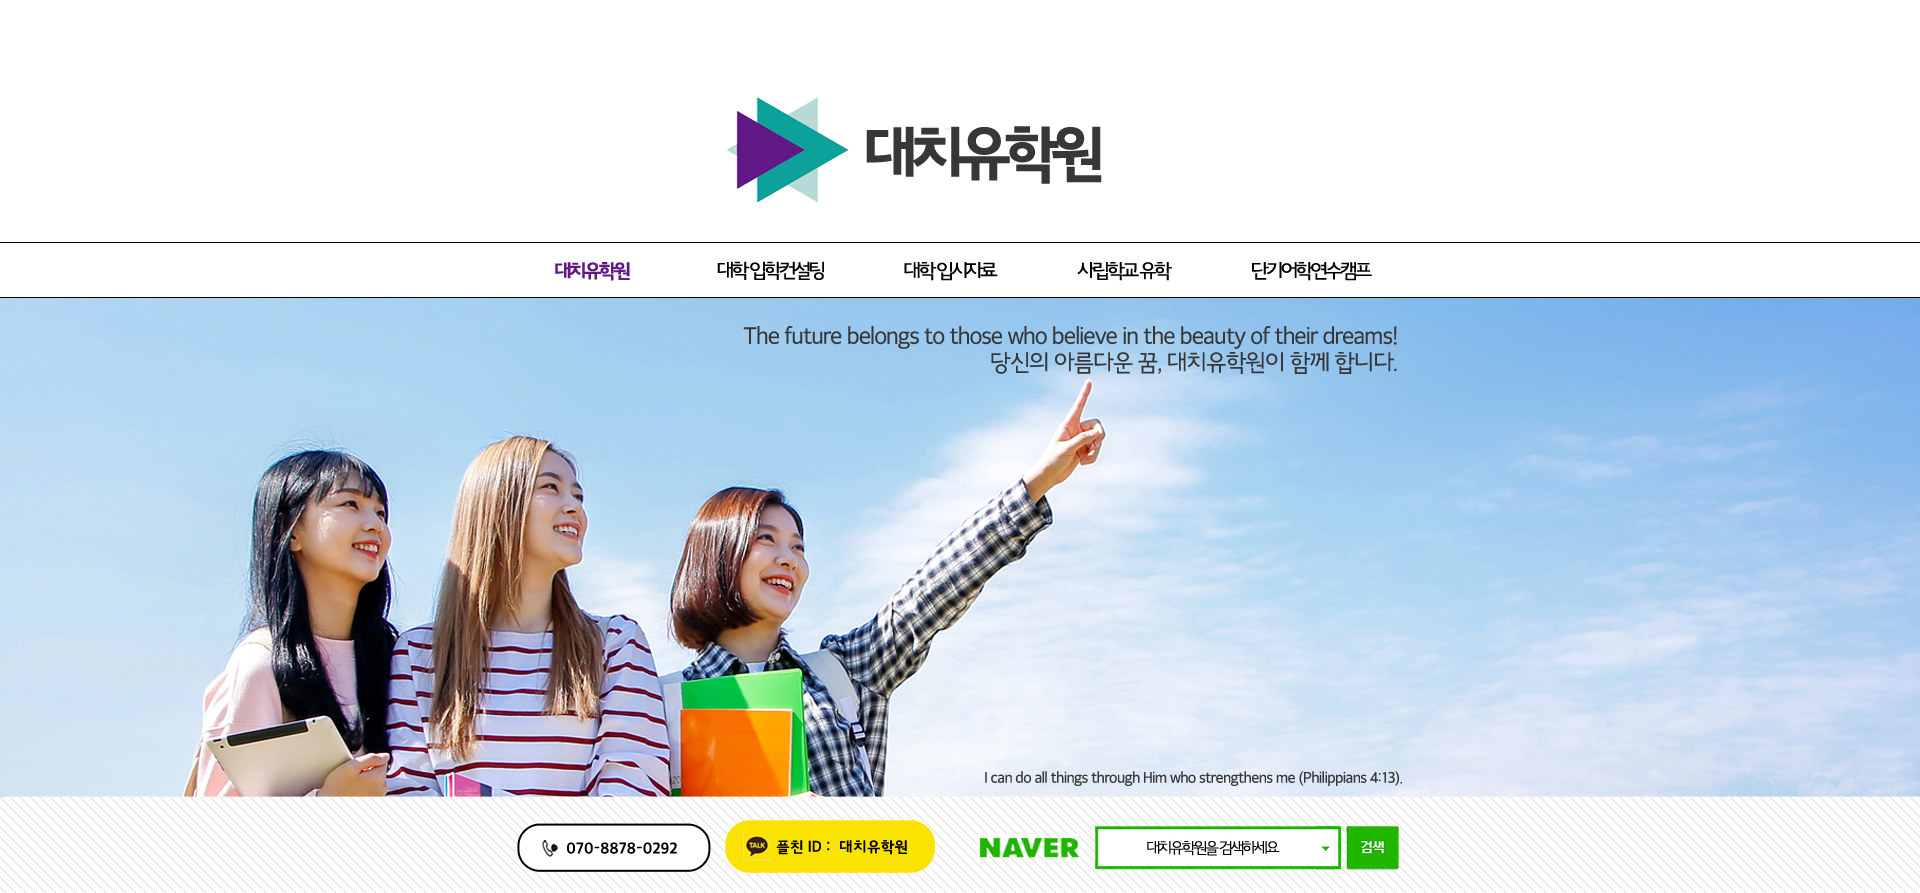 대치유학원
대치유학원 대학 입학컨설팅 대학 입시자료 사립학교 유학 단기어학연수캠프
The future belongs to those who believe in the beauty of their dreams!
당신의 아름다운 꿈, 대치유학원이 함께 합니다.
I can do all things through Him who strengthens me (Philippians 4:13).
070-8878-0292 TALK 플친 ID : 대치유학원 NAVER 대치유학원을 검색하세요 검색